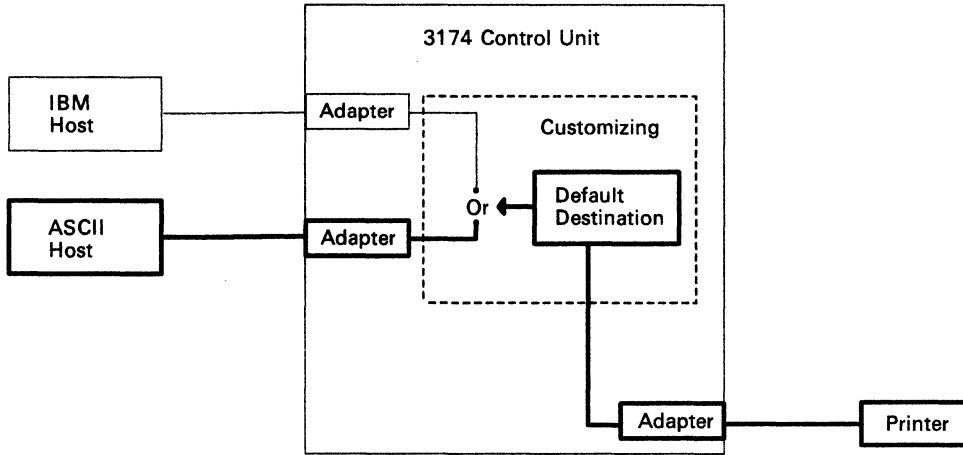 3174 Control Unit
IBM
Host
Adapter
Customizing
Or
Default
Destination
ASCII
Host
Adapter
Adapter
Printer